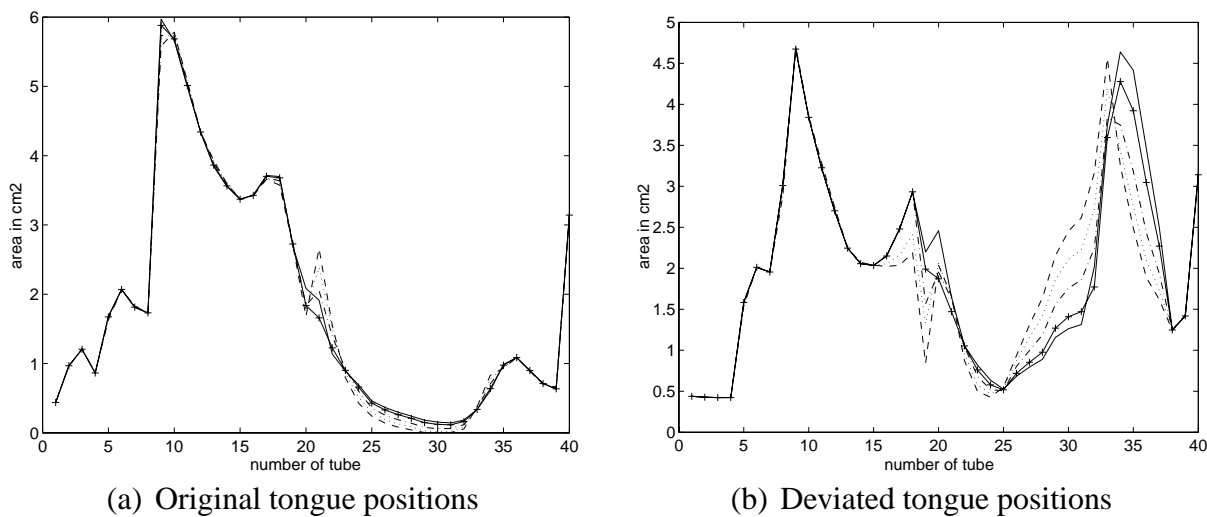 6
5
4
3
2
1
0
area in cm2
0 5 10 15 20 25 30 35 40
number of tube
(a) Original tongue positions
5
4.5
4
3.5
3
2.5
2
1.5
1
0.5
0
area in cm2
0 5 10 15 20 25 30 35 40
number of tube
(b) Deviated tongue positions